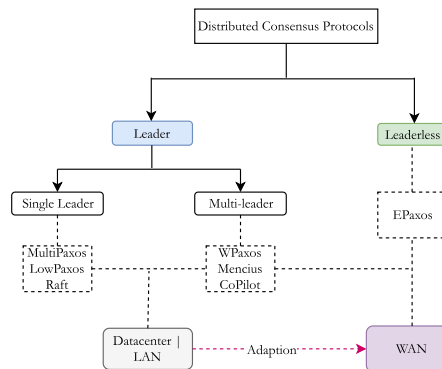 Distributed Consensus Protocols
Leader
Leaderless
Single Leader
Multi-leader
EPaxos
MultiPaxos
LowPaxos
Raft
WPaxos
Mencius
CoPilot
Datacenter |
LAN
Adaption
WAN